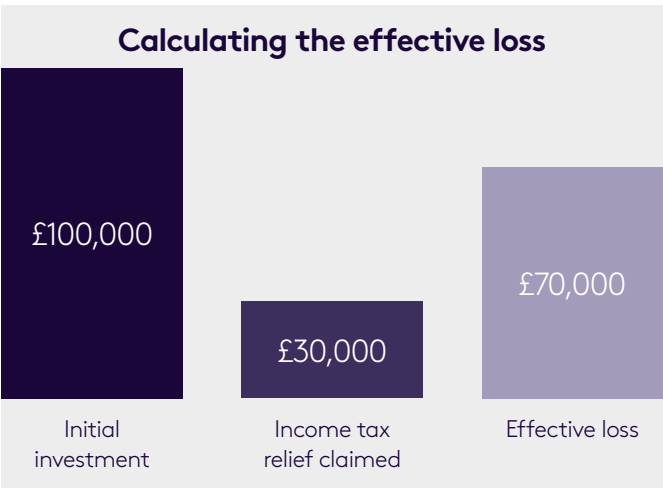 Calculating the effective loss
£100,000
£30,000
£70,000
Initial
investment
Income tax
relief claimed
Effective loss